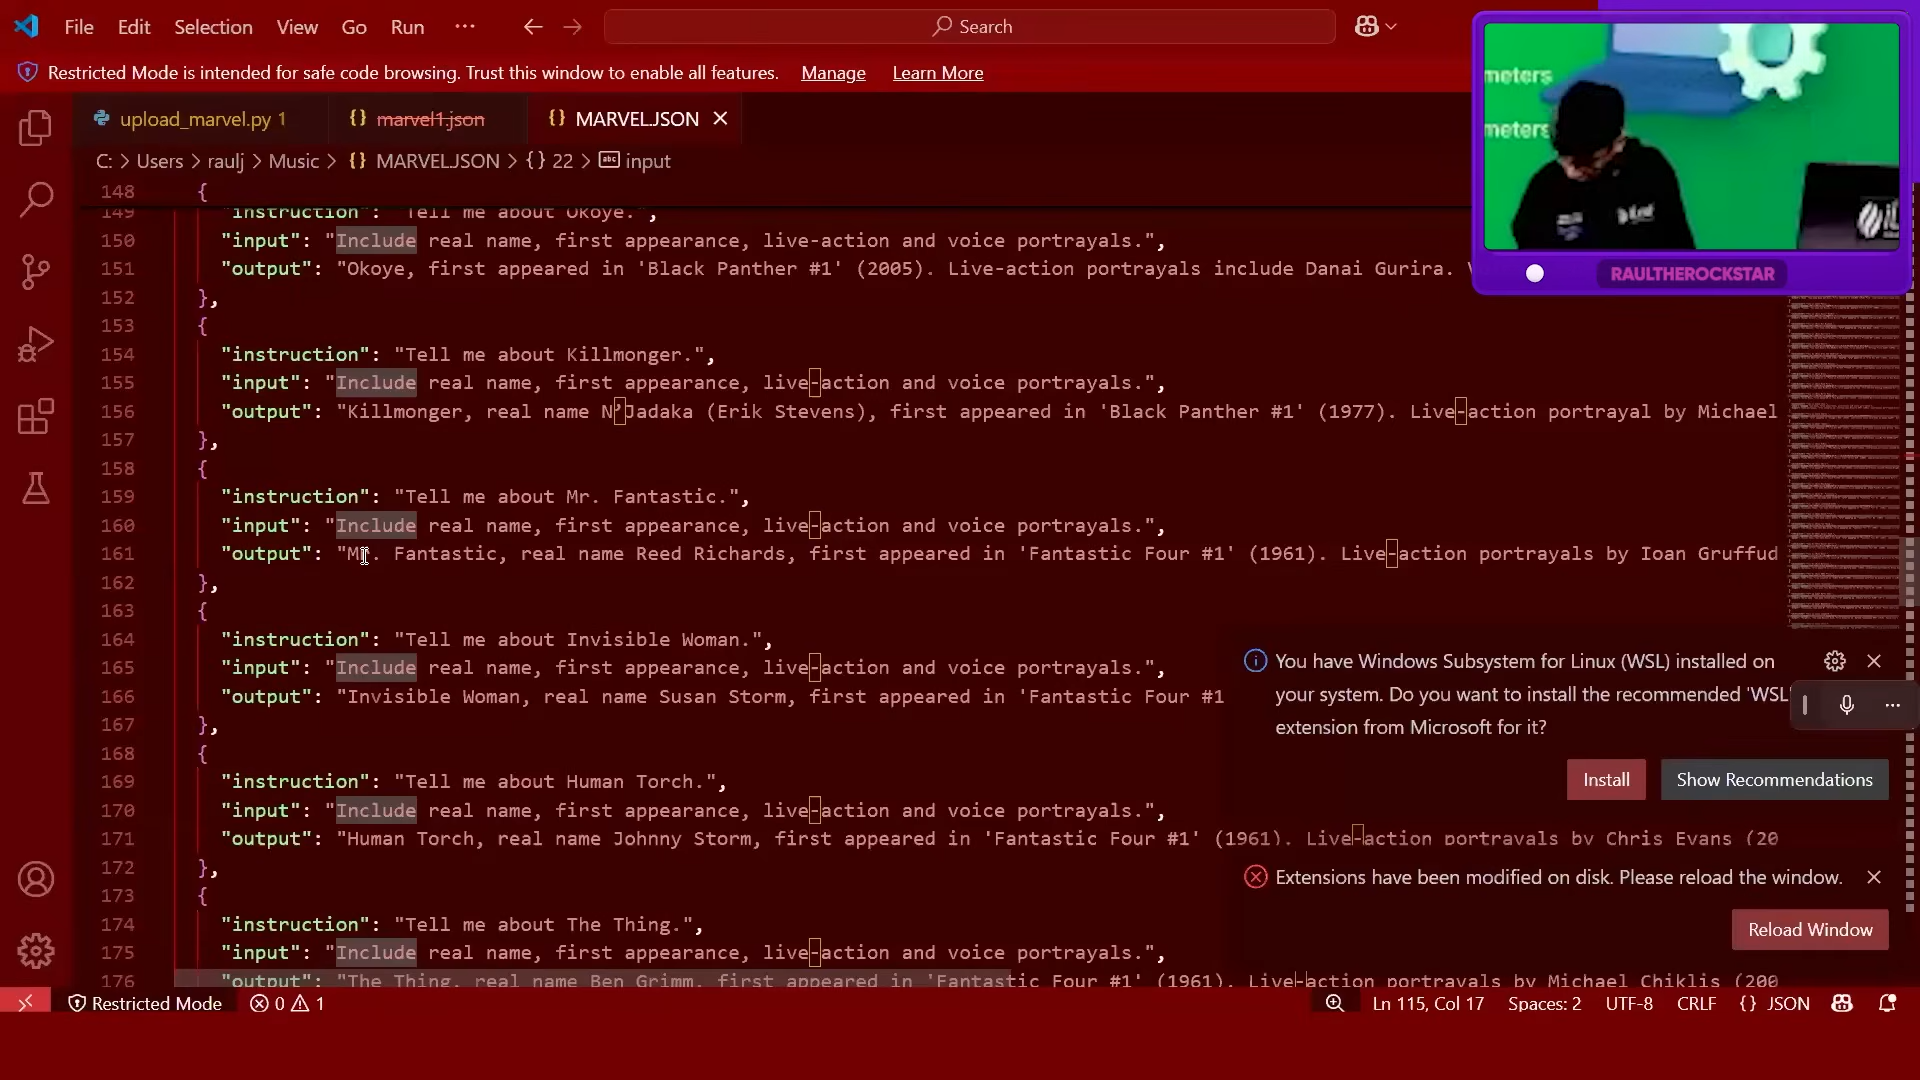 File Edit Selection View Go Run ··· Search
Restricted Mode is intended for safe code browsing. Trust this window to enable all features. Manage Learn More
meters
meters
RAULTHEROCKSTAR
upload_marvel.py 1 {} marvel1.json {} MARVEL.JSON
C: > Users > raulj > Music > {} MARVEL.JSON > {} 22 > abc input
148 {
149 "instruction": "Tell me about Okoye.",
150 "input": "Include real name, first appearance, live-action and voice portrayals.",
151 "output": "Okoye, first appeared in 'Black Panther #1' (2005). Live-action portrayals include Danai Gurira.
152 },
153 {
154 "instruction": "Tell me about Killmonger.",
155 "input": "Include real name, first appearance, live‑action and voice portrayals.",
156 "output": "Killmonger, real name N’Jadaka (Erik Stevens), first appeared in 'Black Panther #1' (1977). Live‑action portrayal by Michael
157 },
158 {
159 "instruction": "Tell me about Mr. Fantastic.",
160 "input": "Include real name, first appearance, live‑action and voice portrayals.",
161 "output": "Mr. Fantastic, real name Reed Richards, first appeared in 'Fantastic Four #1' (1961). Live‑action portrayals by Ioan Gruffud
162 },
163 {
164 "instruction": "Tell me about Invisible Woman.",
165 "input": "Include real name, first appearance, live‑action and voice portrayals.",
166 "output": "Invisible Woman, real name Susan Storm, first appeared in 'Fantastic Four #1
167 },
168 {
169 "instruction": "Tell me about Human Torch.",
170 "input": "Include real name, first appearance, live‑action and voice portrayals.",
171 "output": "Human Torch, real name Johnny Storm, first appeared in 'Fantastic Four #1' (1961). Live‑action portrayals by Chris Evans (20
172 },
173 {
174 "instruction": "Tell me about The Thing.",
175 "input": "Include real name, first appearance, live‑action and voice portrayals.",
176 "output": "The Thing, real name Ben Grimm, first appeared in 'Fantastic Four #1' (1961). Live‑action portrayals by Michael Chiklis (200
You have Windows Subsystem for Linux (WSL) installed on
your system. Do you want to install the recommended 'WSL'
extension from Microsoft for it?
Install Show Recommendations
Extensions have been modified on disk. Please reload the window.
Reload Window
Restricted Mode 0 1 Ln 115, Col 17 Spaces: 2 UTF-8 CRLF {} JSON